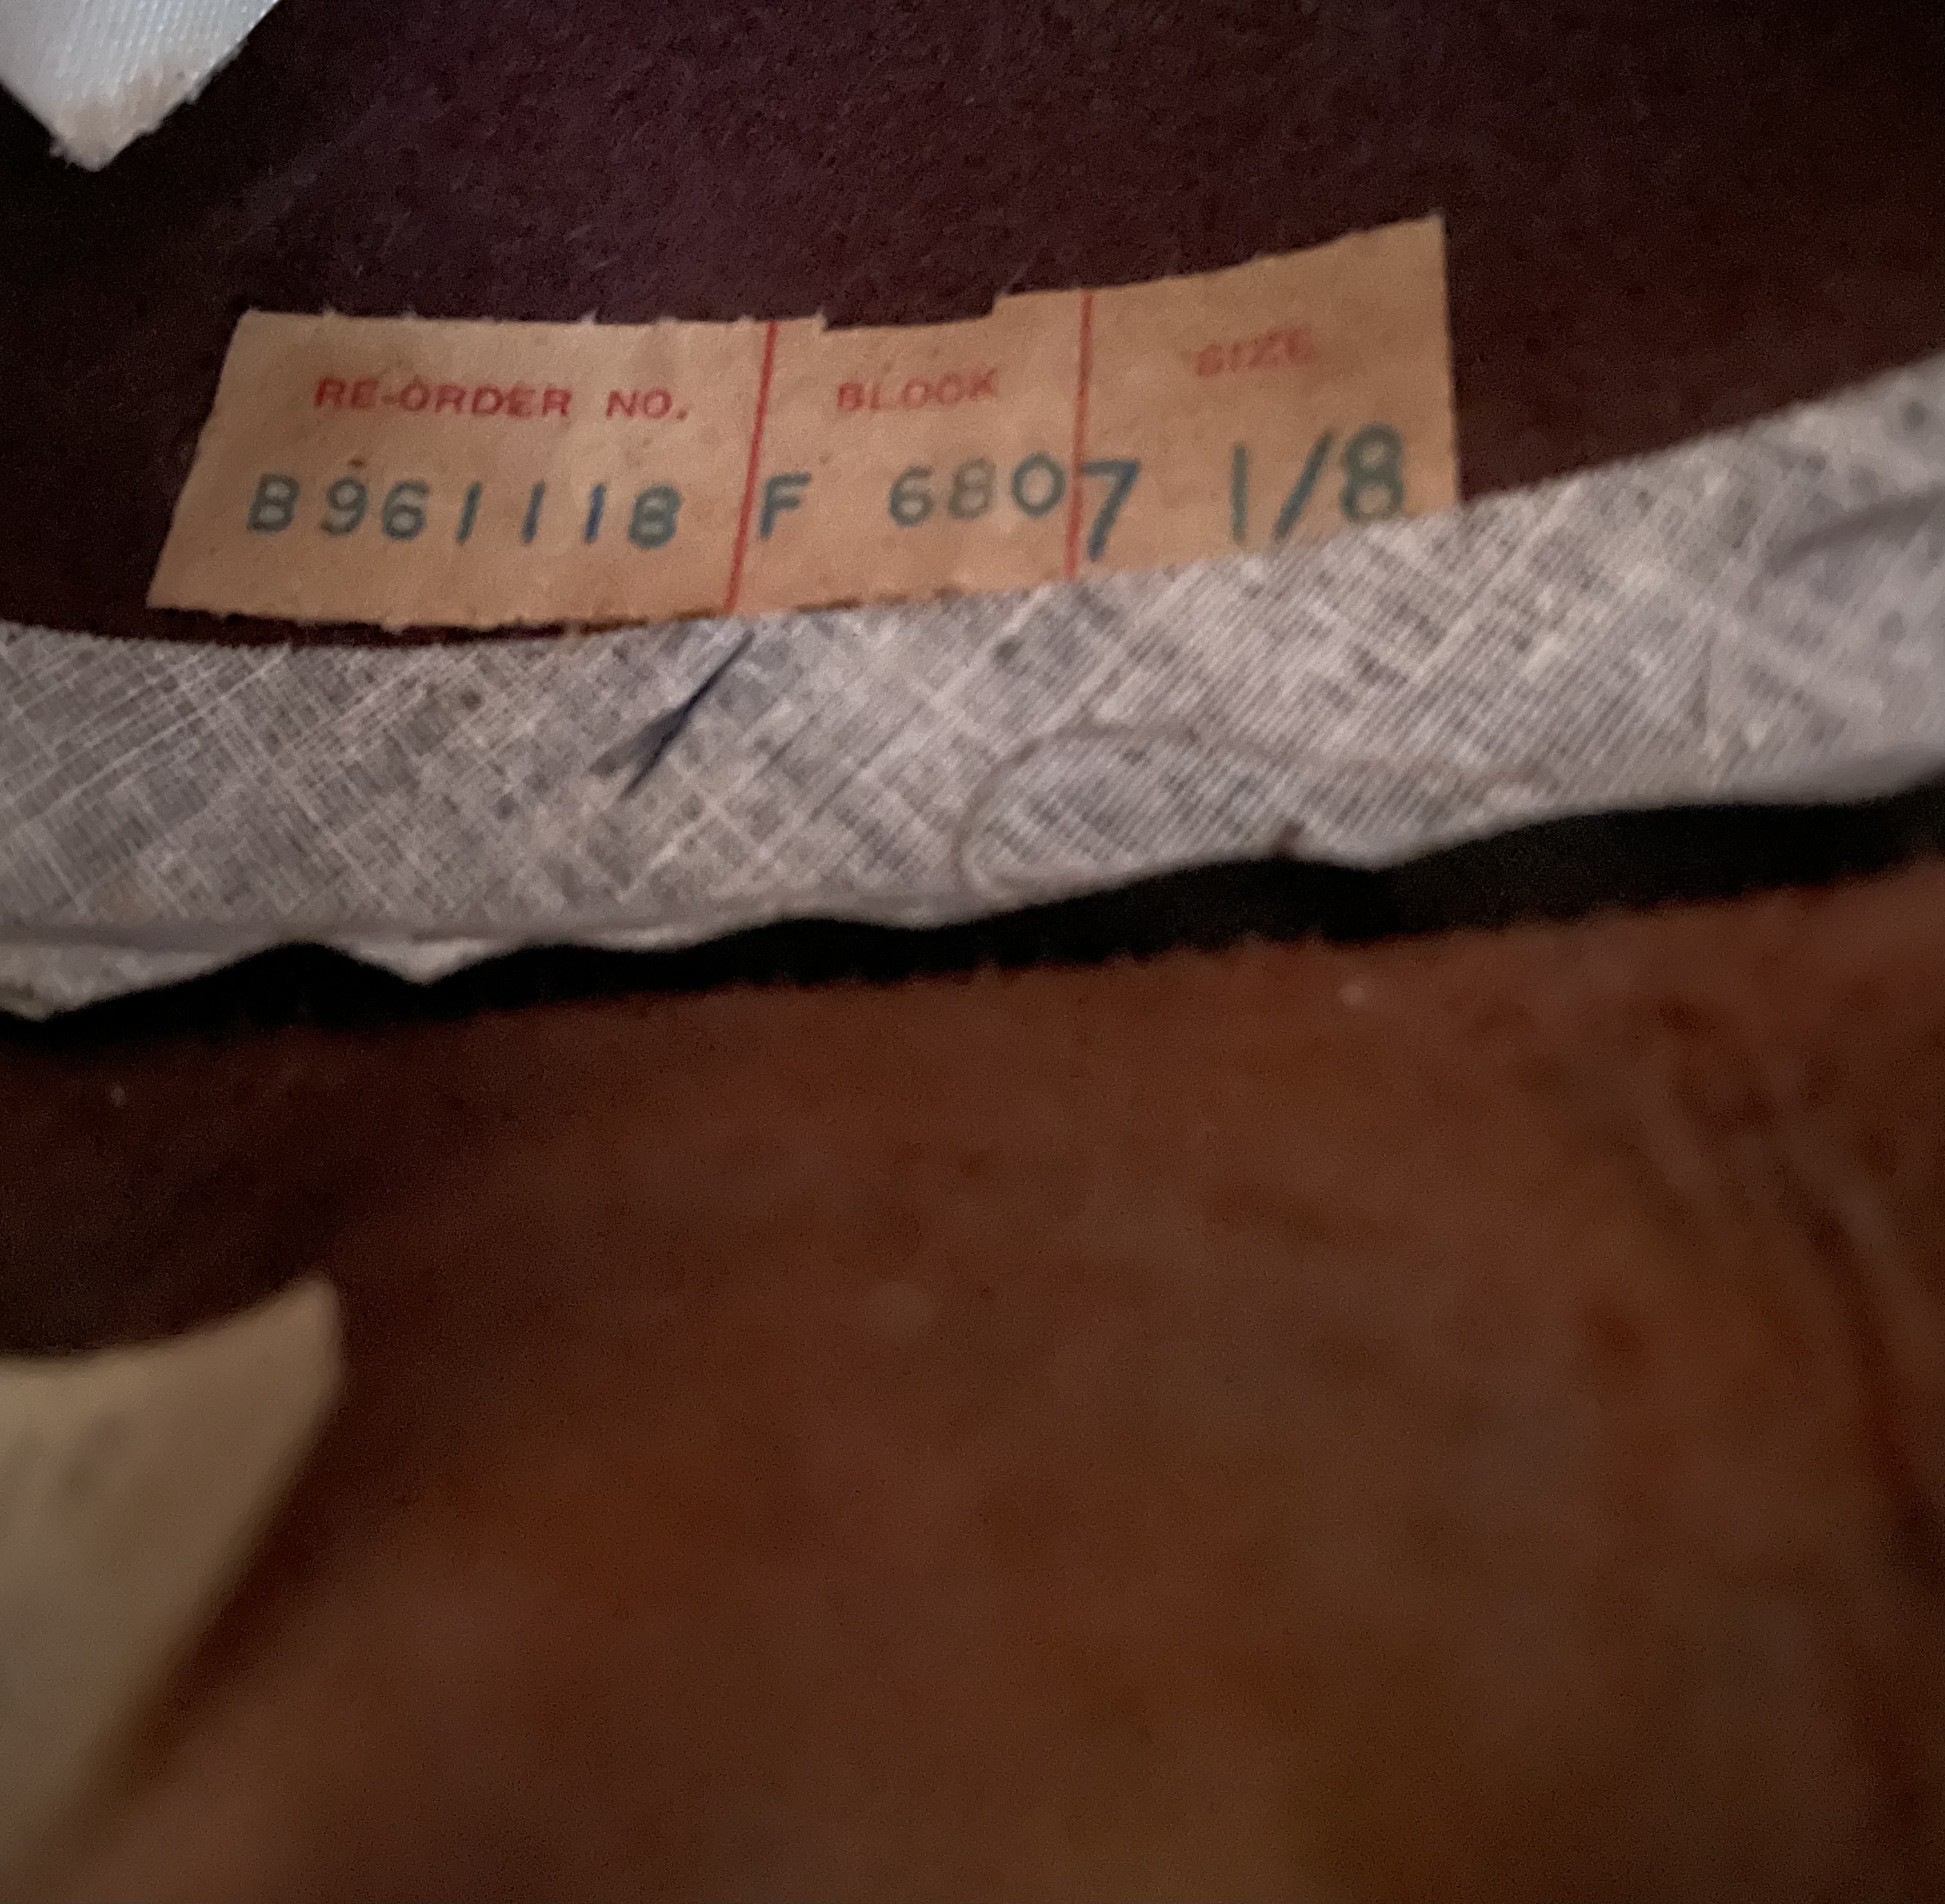 RE-ORDER NO. BLOCK SIZE
B961118 F 680 7 1/8